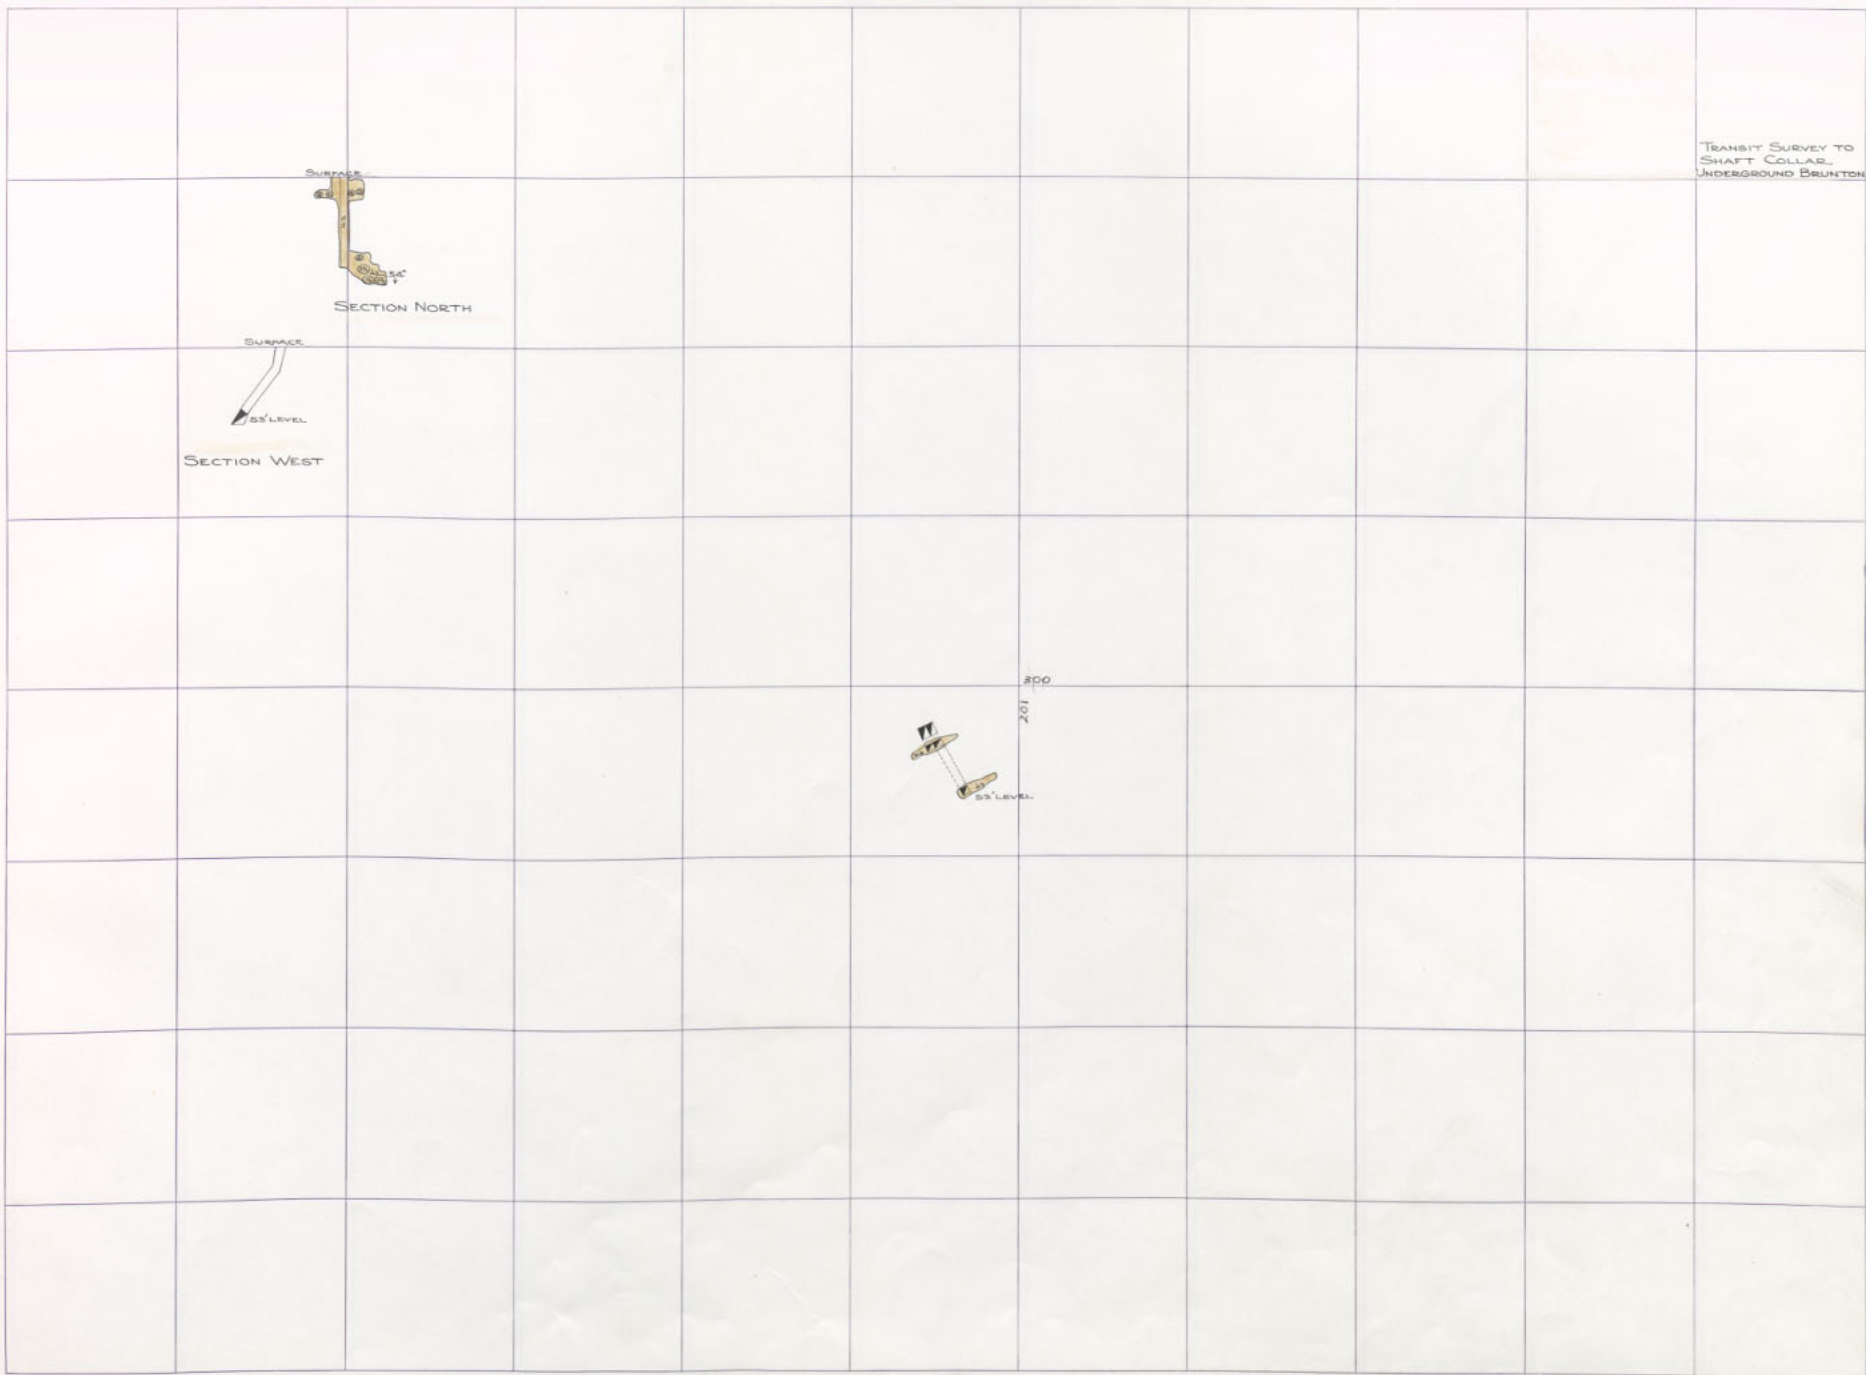 TRANSIT SURVEY TO
SHAFT COLLAR
UNDERGROUND BRUNTON
SURFACE
54°
SECTION NORTH
SURFACE
53' LEVEL
SECTION WEST
300
201
53' LEVEL